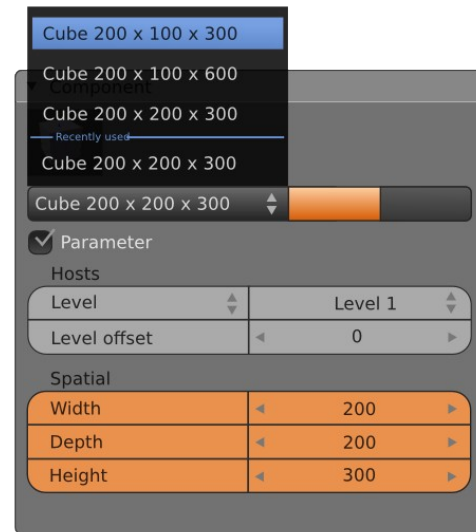 Cube 200 x 100 x 300
Cube 200 x 100 x 600
Component
Cube 200 x 200 x 300
Recently used
Cube 200 x 200 x 300
Cube 200 x 200 x 300
Parameter
Hosts
Level Level 1
Level offset 0
Spatial
Width 200
Depth 200
Height 300